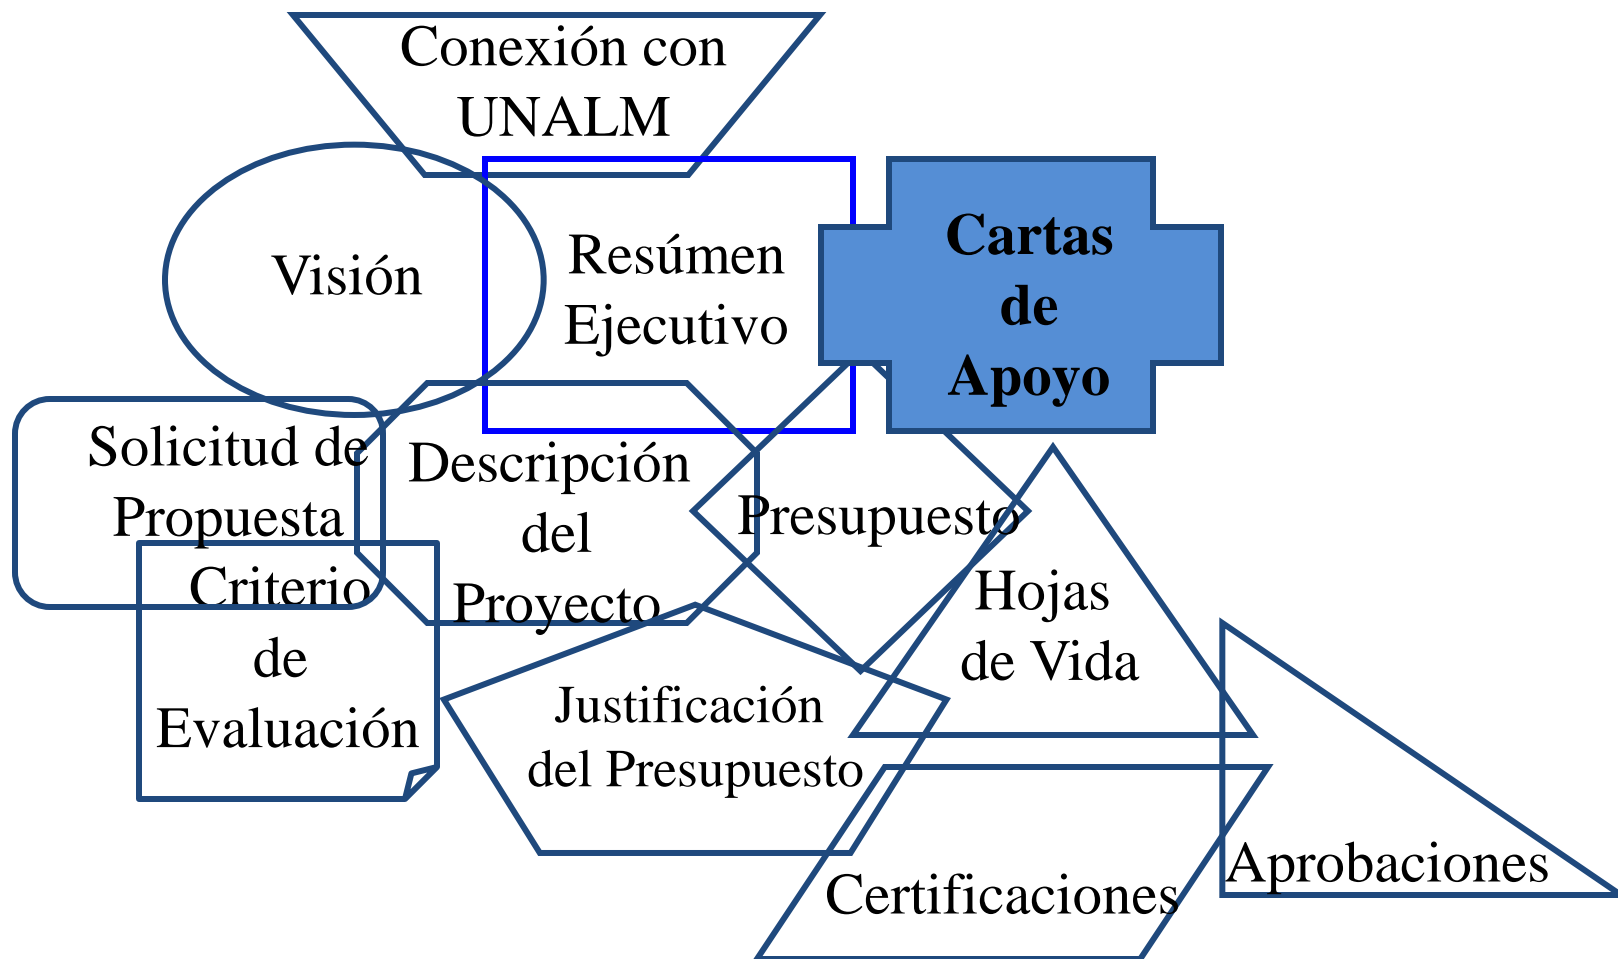 Conexión con
UNALM
Visión
Resúmen
Ejecutivo
Cartas
de
Apoyo
Solicitud de
Propuesta
Descripción
del
Proyecto
Presupuesto
Criterio
de
Evaluación
Hojas
de Vida
Justificación
del Presupuesto
Certificaciones
Aprobaciones